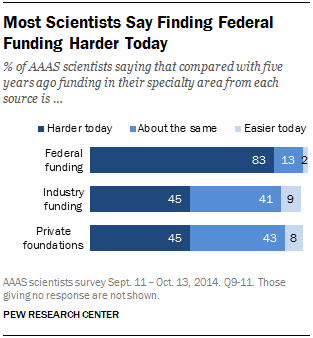 Most Scientists Say Finding Federal
Funding Harder Today
% of AAAS scientists saying that compared with five
years ago funding in their specialty area from each
source is ...
Harder today About the same Easier today
Federal
funding 83 13 2
Industry
funding 45 41 9
Private
foundations 45 43 8
AAAS scientists survey Sept. 11 – Oct. 13, 2014. Q9-11. Those
giving no response are not shown.
PEW RESEARCH CENTER